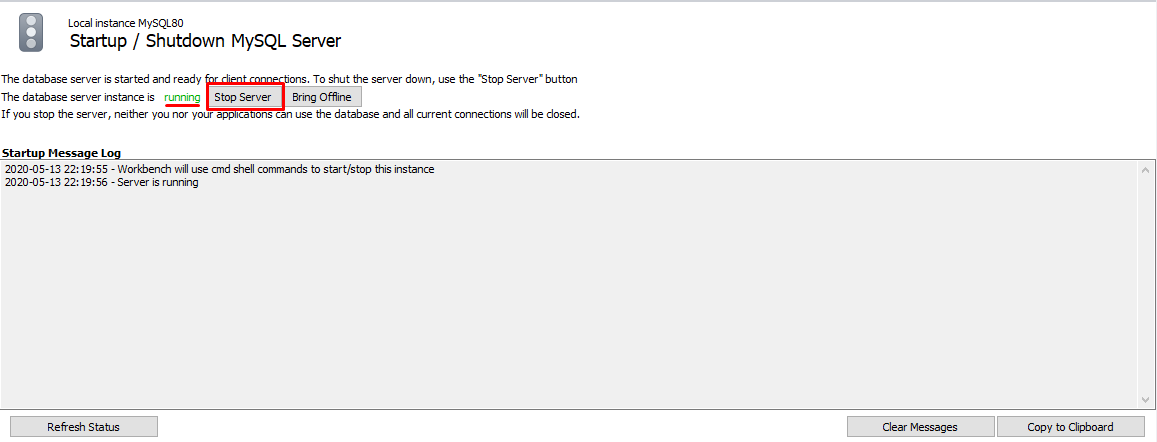 Local instance MySQL80
Startup / Shutdown MySQL Server
The database server is started and ready for client connections. To shut the server down, use the "Stop Server" button
The database server instance is running Stop Server Bring Offline
If you stop the server, neither you nor your applications can use the database and all current connections will be closed.
Startup Message Log
2020-05-13 22:19:55 - Workbench will use cmd shell commands to start/stop this instance
2020-05-13 22:19:56 - Server is running
Refresh Status Clear Messages Copy to Clipboard